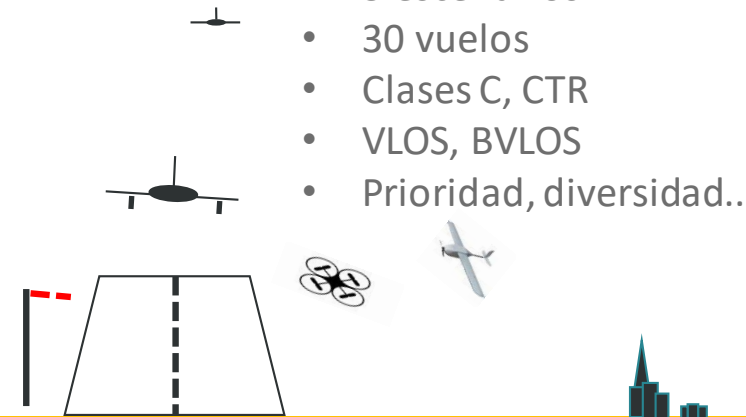 • 30 vuelos
• Clases C, CTR
• VLOS, BVLOS
• Prioridad, diversidad..